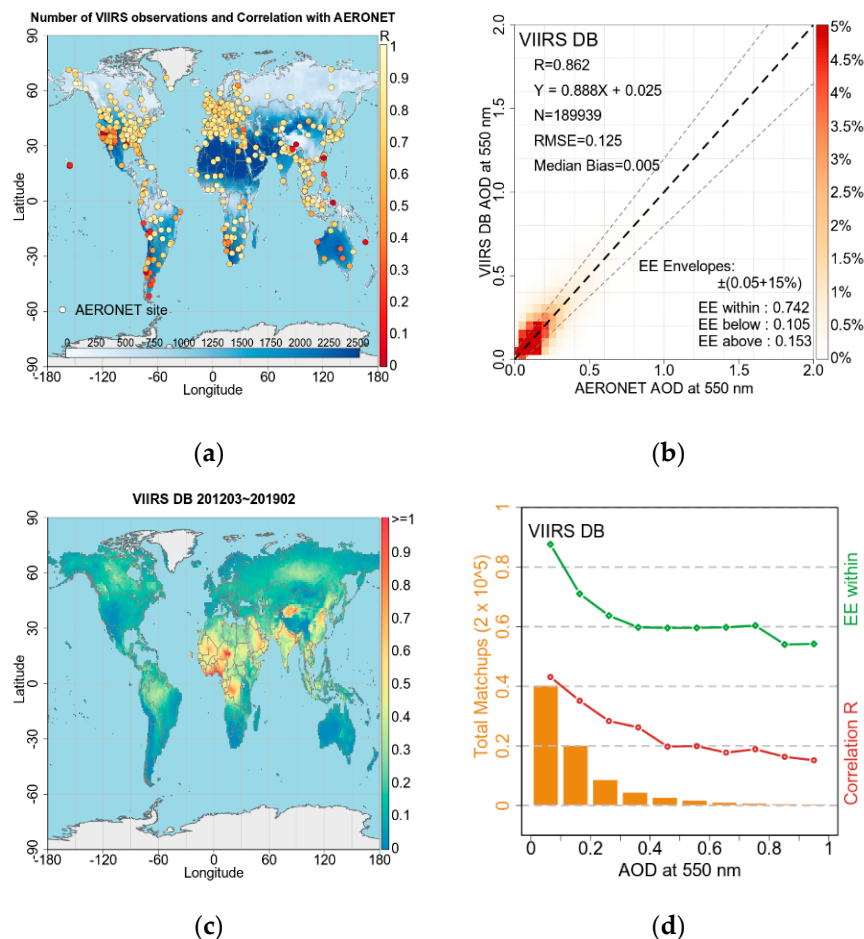 Number of VIIRS observations and Correlation with AERONET
R
1
0.9
0.8
0.7
0.6
0.5
0.4
0.3
0.2
0.1
0
90
60
30
0
30
60
90
Latitude
AERONET site
0 250 500 750 1000 1250 1500 1750 2000 2250 2500
-180 -120 -60 0 60 120 180
Longitude
(a)
VIIRS DB
R=0.862
Y = 0.888X + 0.025
N=189939
RMSE=0.125
Median Bias=0.005
EE Envelopes:
±(0.05+15%)
EE within : 0.742
EE below : 0.105
EE above : 0.153
VIIRS DB AOD at 550 nm
2.0
1.5
1.0
0.5
0.0
0.0 0.5 1.0 1.5 2.0
AERONET AOD at 550 nm
5%
5%
4%
4%
3%
3%
2%
2%
1%
1%
0%
(b)
VIIRS DB 201203~201902
>=1
0.9
0.8
0.7
0.6
0.5
0.4
0.3
0.2
0.1
0
90
60
30
0
30
60
90
Latitude
-180 -120 -60 0 60 120 180
Longitude
(c)
VIIRS DB
Total Matchups (2 x 10^5)
1
0.8
0.6
0.4
0.2
0
EE within
Correlation R
0 0.2 0.4 0.6 0.8 1
AOD at 550 nm
(d)